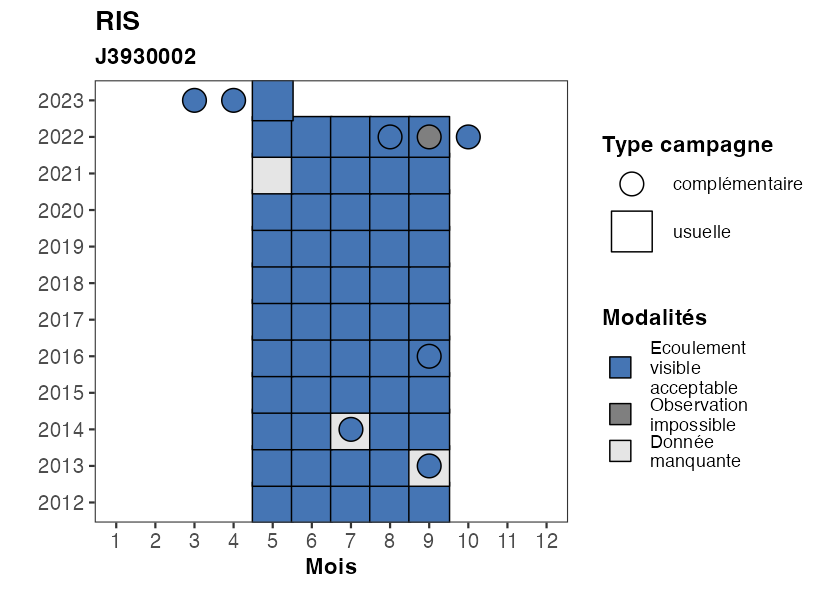 RIS
J3930002
2023
2022
2021
2020
2019
2018
2017
2016
2015
2014
2013
2012
1 2 3 4 5 6 7 8 9 10 11 12
Mois
Type campagne
complémentaire
usuelle
Modalités
Ecoulement
visible
acceptable
Observation
impossible
Donnée
manquante